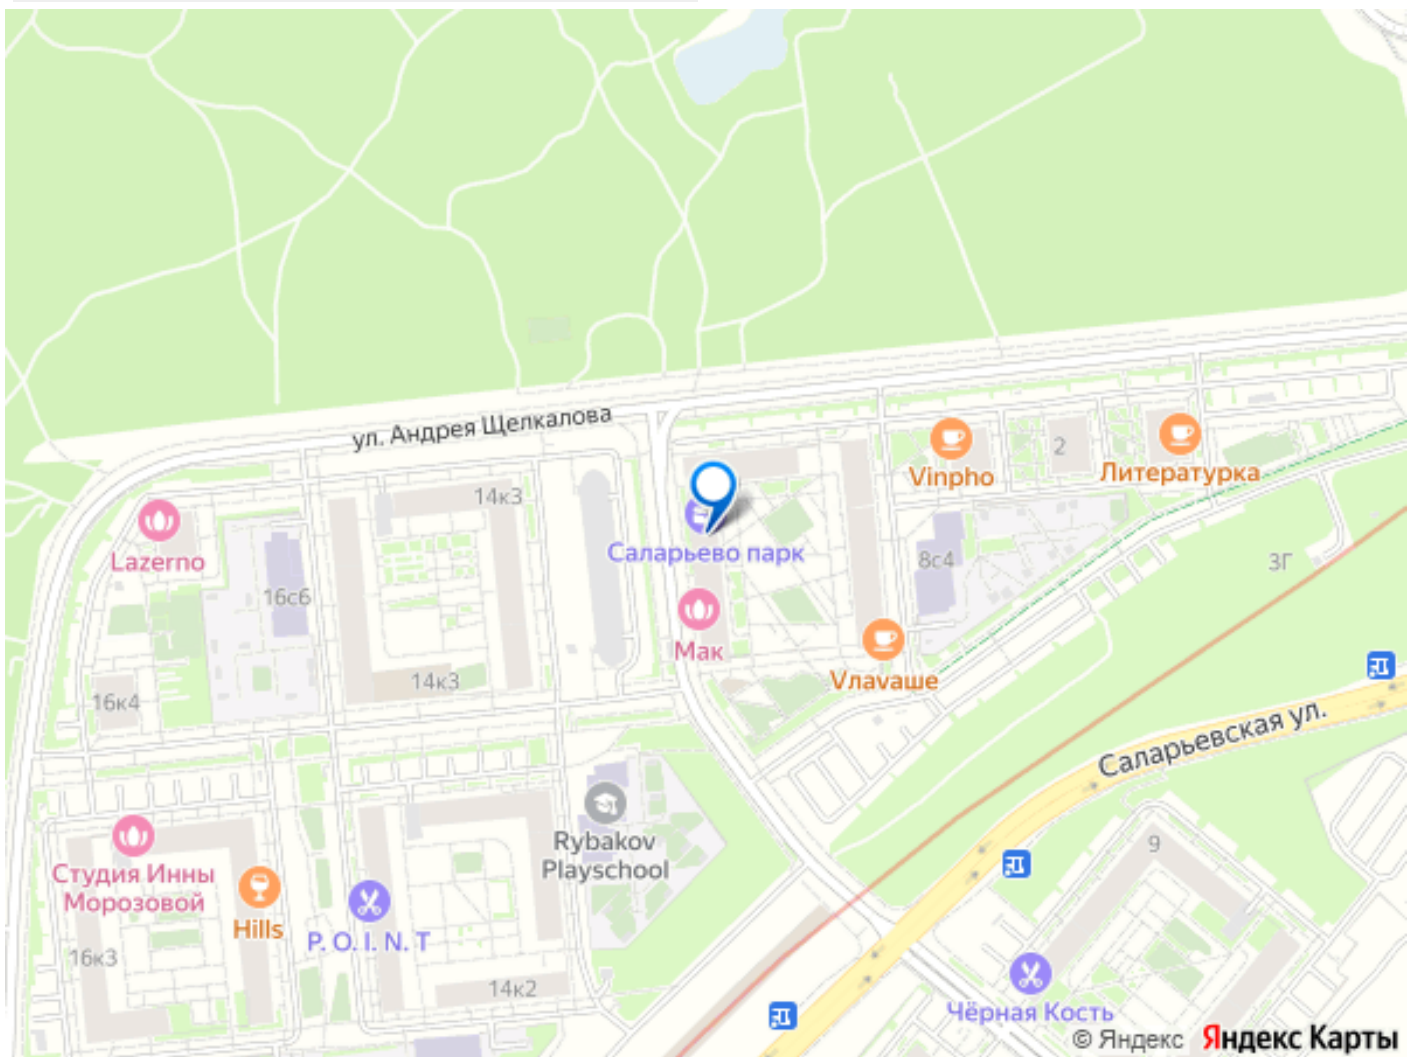 ул. Андрея Щелкалова
Vinpho
2
Литературка
14к3
Lazerno
Саларьево парк
8с4
3Г
16с6
Мак
14к3
Vлаваше
16к4
Саларьевская ул.
Rybakov
Playschool
9
Студия Инны
Морозовой
Hills
P. O. I. N. T
16к3
14к2
Чёрная Кость
© Яндекс Яндекс Карты